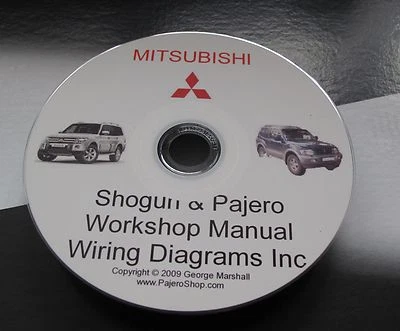 MITSUBISHI
Shogun & Pajero
Workshop Manual
Wiring Diagrams Inc
Copyright © 2009 George Marshall
www.PajeroShop.com